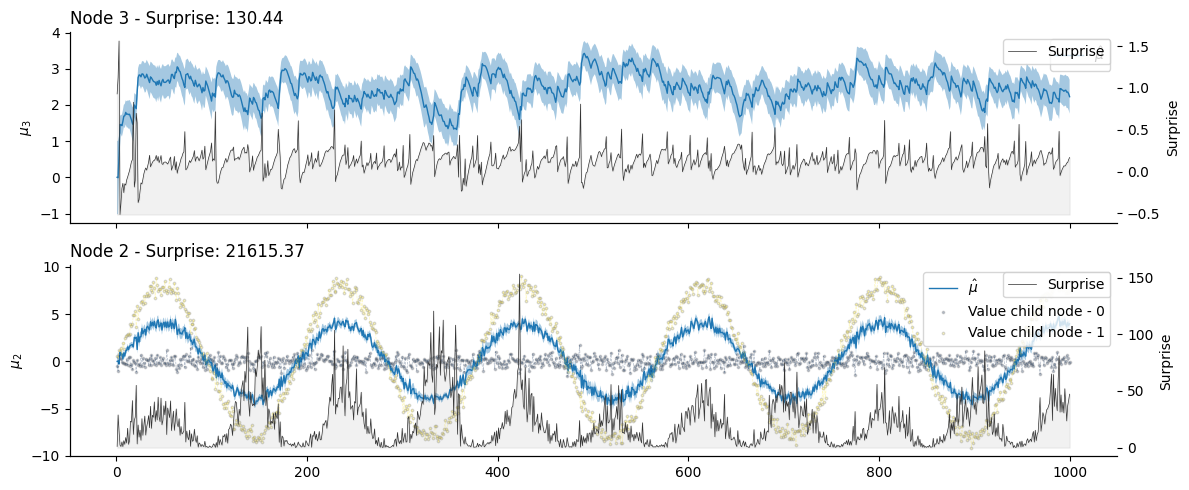 Node 3 - Surprise: 130.44
4
3
2
1
0
−1
μ3
Surprise
1.5
1.0
0.5
0.0
−0.5
Surprise
Node 2 - Surprise: 21615.37
10
5
0
−5
−10
μ2
μ̂
Value child node - 0
Value child node - 1
Surprise
150
100
50
0
Surprise
0
200
400
600
800
1000